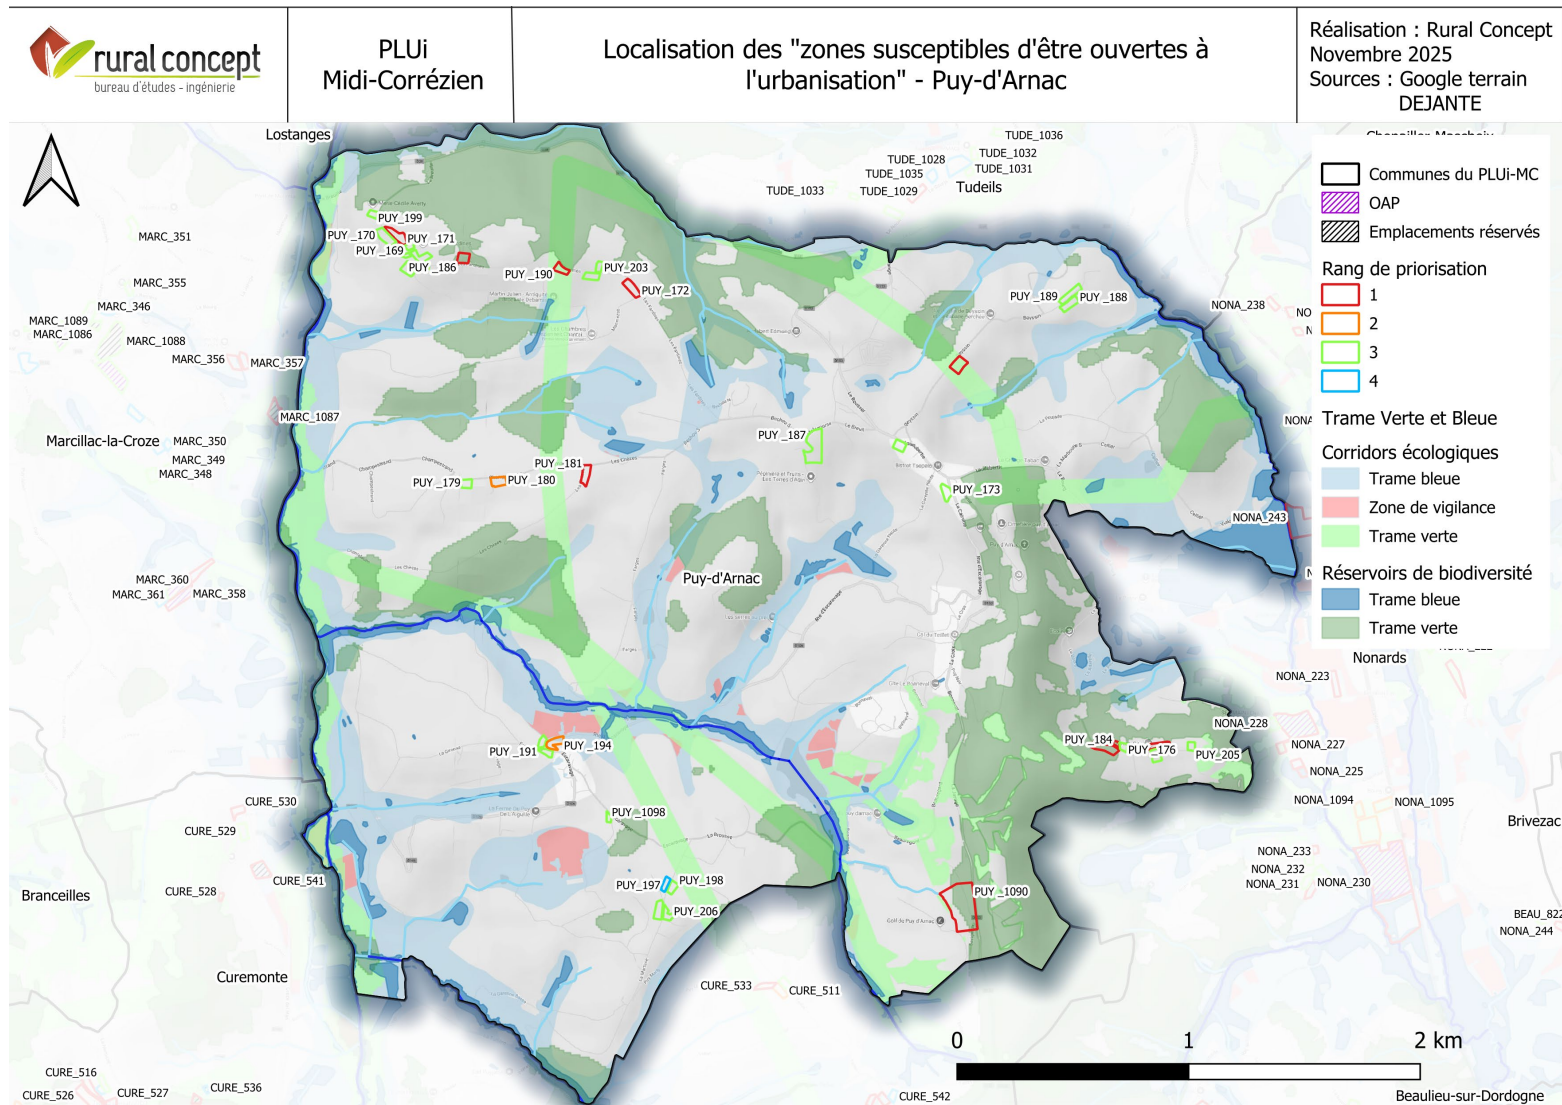 rural concept
bureau d'études - ingénierie
PLUi
Midi-Corrézien
Localisation des "zones susceptibles d'être ouvertes à
l'urbanisation" - Puy-d'Arnac
Réalisation : Rural Concept
Novembre 2025
Sources : Google terrain
DEJANTE
Communes du PLUi-MC
OAP
Emplacements réservés
Rang de priorisation
1
2
3
4
Trame Verte et Bleue
Corridors écologiques
Trame bleue
Zone de vigilance
Trame verte
Réservoirs de biodiversité
Trame bleue
Trame verte
Lostanges
TUDE_1036
TUDE_1032
TUDE_1028
TUDE_1031
TUDE_1035
TUDE_1033
TUDE_1029
Tudeils
PUY_199
PUY_170
PUY_171
PUY_169
PUY_186
PUY_190
PUY_203
PUY_172
PUY_189
PUY_188
MARC_351
MARC_355
MARC_346
MARC_1089
MARC_1086
MARC_1088
MARC_356
MARC_357
MARC_1087
NONA_238
Marcillac-la-Croze
MARC_350
MARC_349
MARC_348
PUY_187
PUY_181
PUY_179
PUY_180
PUY_173
NONA_243
MARC_360
MARC_361
MARC_358
Puy-d'Arnac
Nonards
NONA_223
NONA_228
NONA_227
NONA_225
NONA_1094
NONA_1095
PUY_184
PUY_176
PUY_205
PUY_191
PUY_194
PUY_1098
CURE_530
CURE_529
CURE_541
CURE_528
Brivezac
NONA_233
NONA_232
NONA_231
NONA_230
Branceilles
PUY_197
PUY_198
PUY_206
PUY_1090
Golf du Puy d'Arnac
BEAU_822
NONA_244
Curemonte
CURE_533
CURE_511
0
1
2 km
CURE_516
CURE_526
CURE_527
CURE_536
CURE_542
Beaulieu-sur-Dordogne